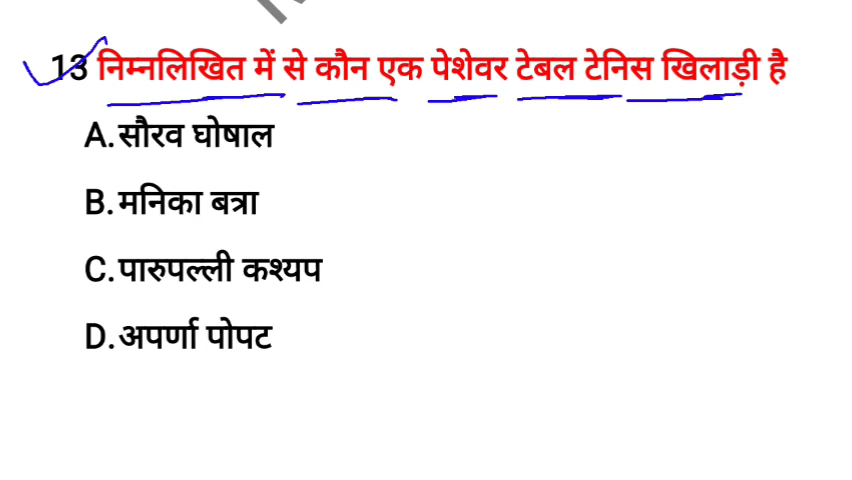 13 निम्नलिखित में से कौन एक पेशेवर टेबल टेनिस खिलाड़ी है
A.सौरव घोषाल
B.मनिका बत्रा
C.पारुपल्ली कश्यप
D.अपर्णा पोपट